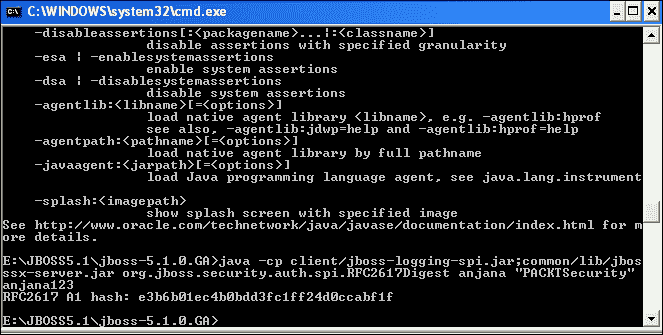 C:\WINDOWS\system32\cmd.exe
-disableassertions[:<packagename>...¦:<classname>]
disable assertions with specified granularity
-esa ¦ -enablesystemassertions
enable system assertions
-dsa ¦ -disablesystemassertions
disable system assertions
-agentlib:<libname>[=<options>]
load native agent library <libname>, e.g. -agentlib:hprof
see also, -agentlib:jdwp=help and -agentlib:hprof=help
-agentpath:<pathname>[=<options>]
load native agent library by full pathname
-javaagent:<jarpath>[=<options>]
load Java programming language agent, see java.lang.instrument
-splash:<imagepath>
show splash screen with specified image
See http://www.oracle.com/technetwork/java/javase/documentation/index.html for m
ore details.
E:\JBOSS5.1\jboss-5.1.0.GA>java -cp client/jboss-logging-spi.jar;common/lib/jbos
ssx-server.jar org.jboss.security.auth.spi.RFC2617Digest anjana "PACKTSecurity"
anjana123
RFC2617 A1 hash: e3b6b01ec4b0bdd3fc1ff24d0ccabf1f
E:\JBOSS5.1\jboss-5.1.0.GA>